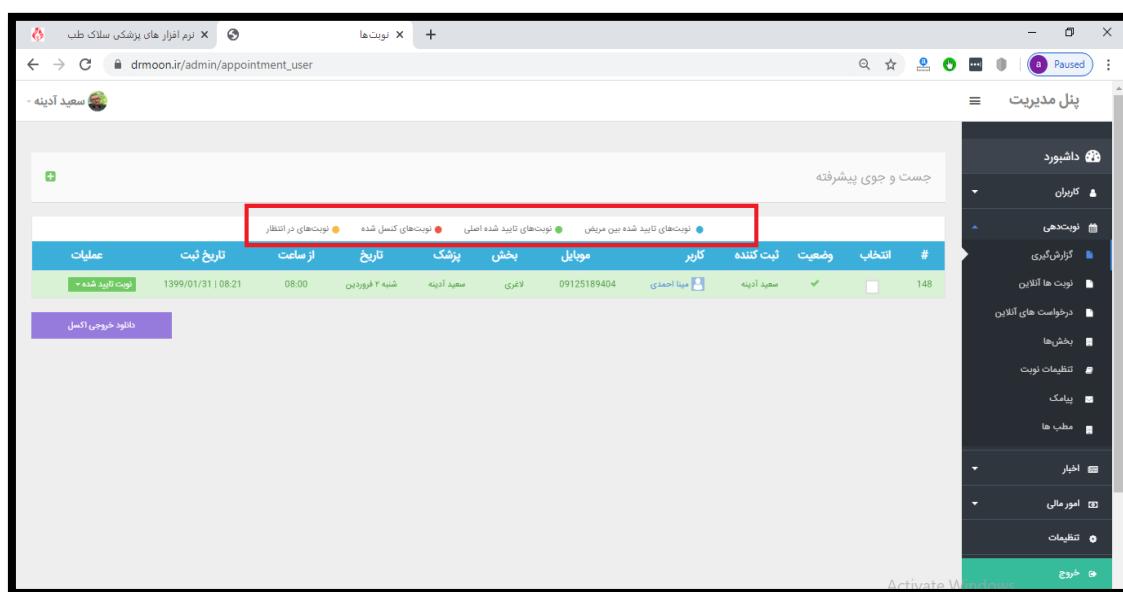 نرم افزار های پزشکی سلاک طب
نوبت‌ها
drmoon.ir/admin/appointment_user
a Paused
پنل مدیریت
سعید آدینه
داشبورد
کاربران
نوبت‌دهی
گزارش‌گیری
نوبت ها آنلاین
درخواست های آنلاین
بخش‌ها
تنظیمات نوبت
پیامک
مطب ها
اخبار
امور مالی
تنظیمات
خروج
جست و جوی پیشرفته
نوبت‌های تایید شده بین مریض نوبت‌های تایید شده اصلی نوبت‌های کنسل شده نوبت‌های در انتظار
# انتخاب وضعیت ثبت کننده کاربر موبایل بخش پزشک تاریخ از ساعت تاریخ ثبت عملیات
148 سعید آدینه مینا احمدی 09125189404 لاغری سعید آدینه شنبه ۲ فروردین 08:00 1399/01/31 | 08:21 نوبت تایید شده
دانلود خروجی اکسل
Activate Windows